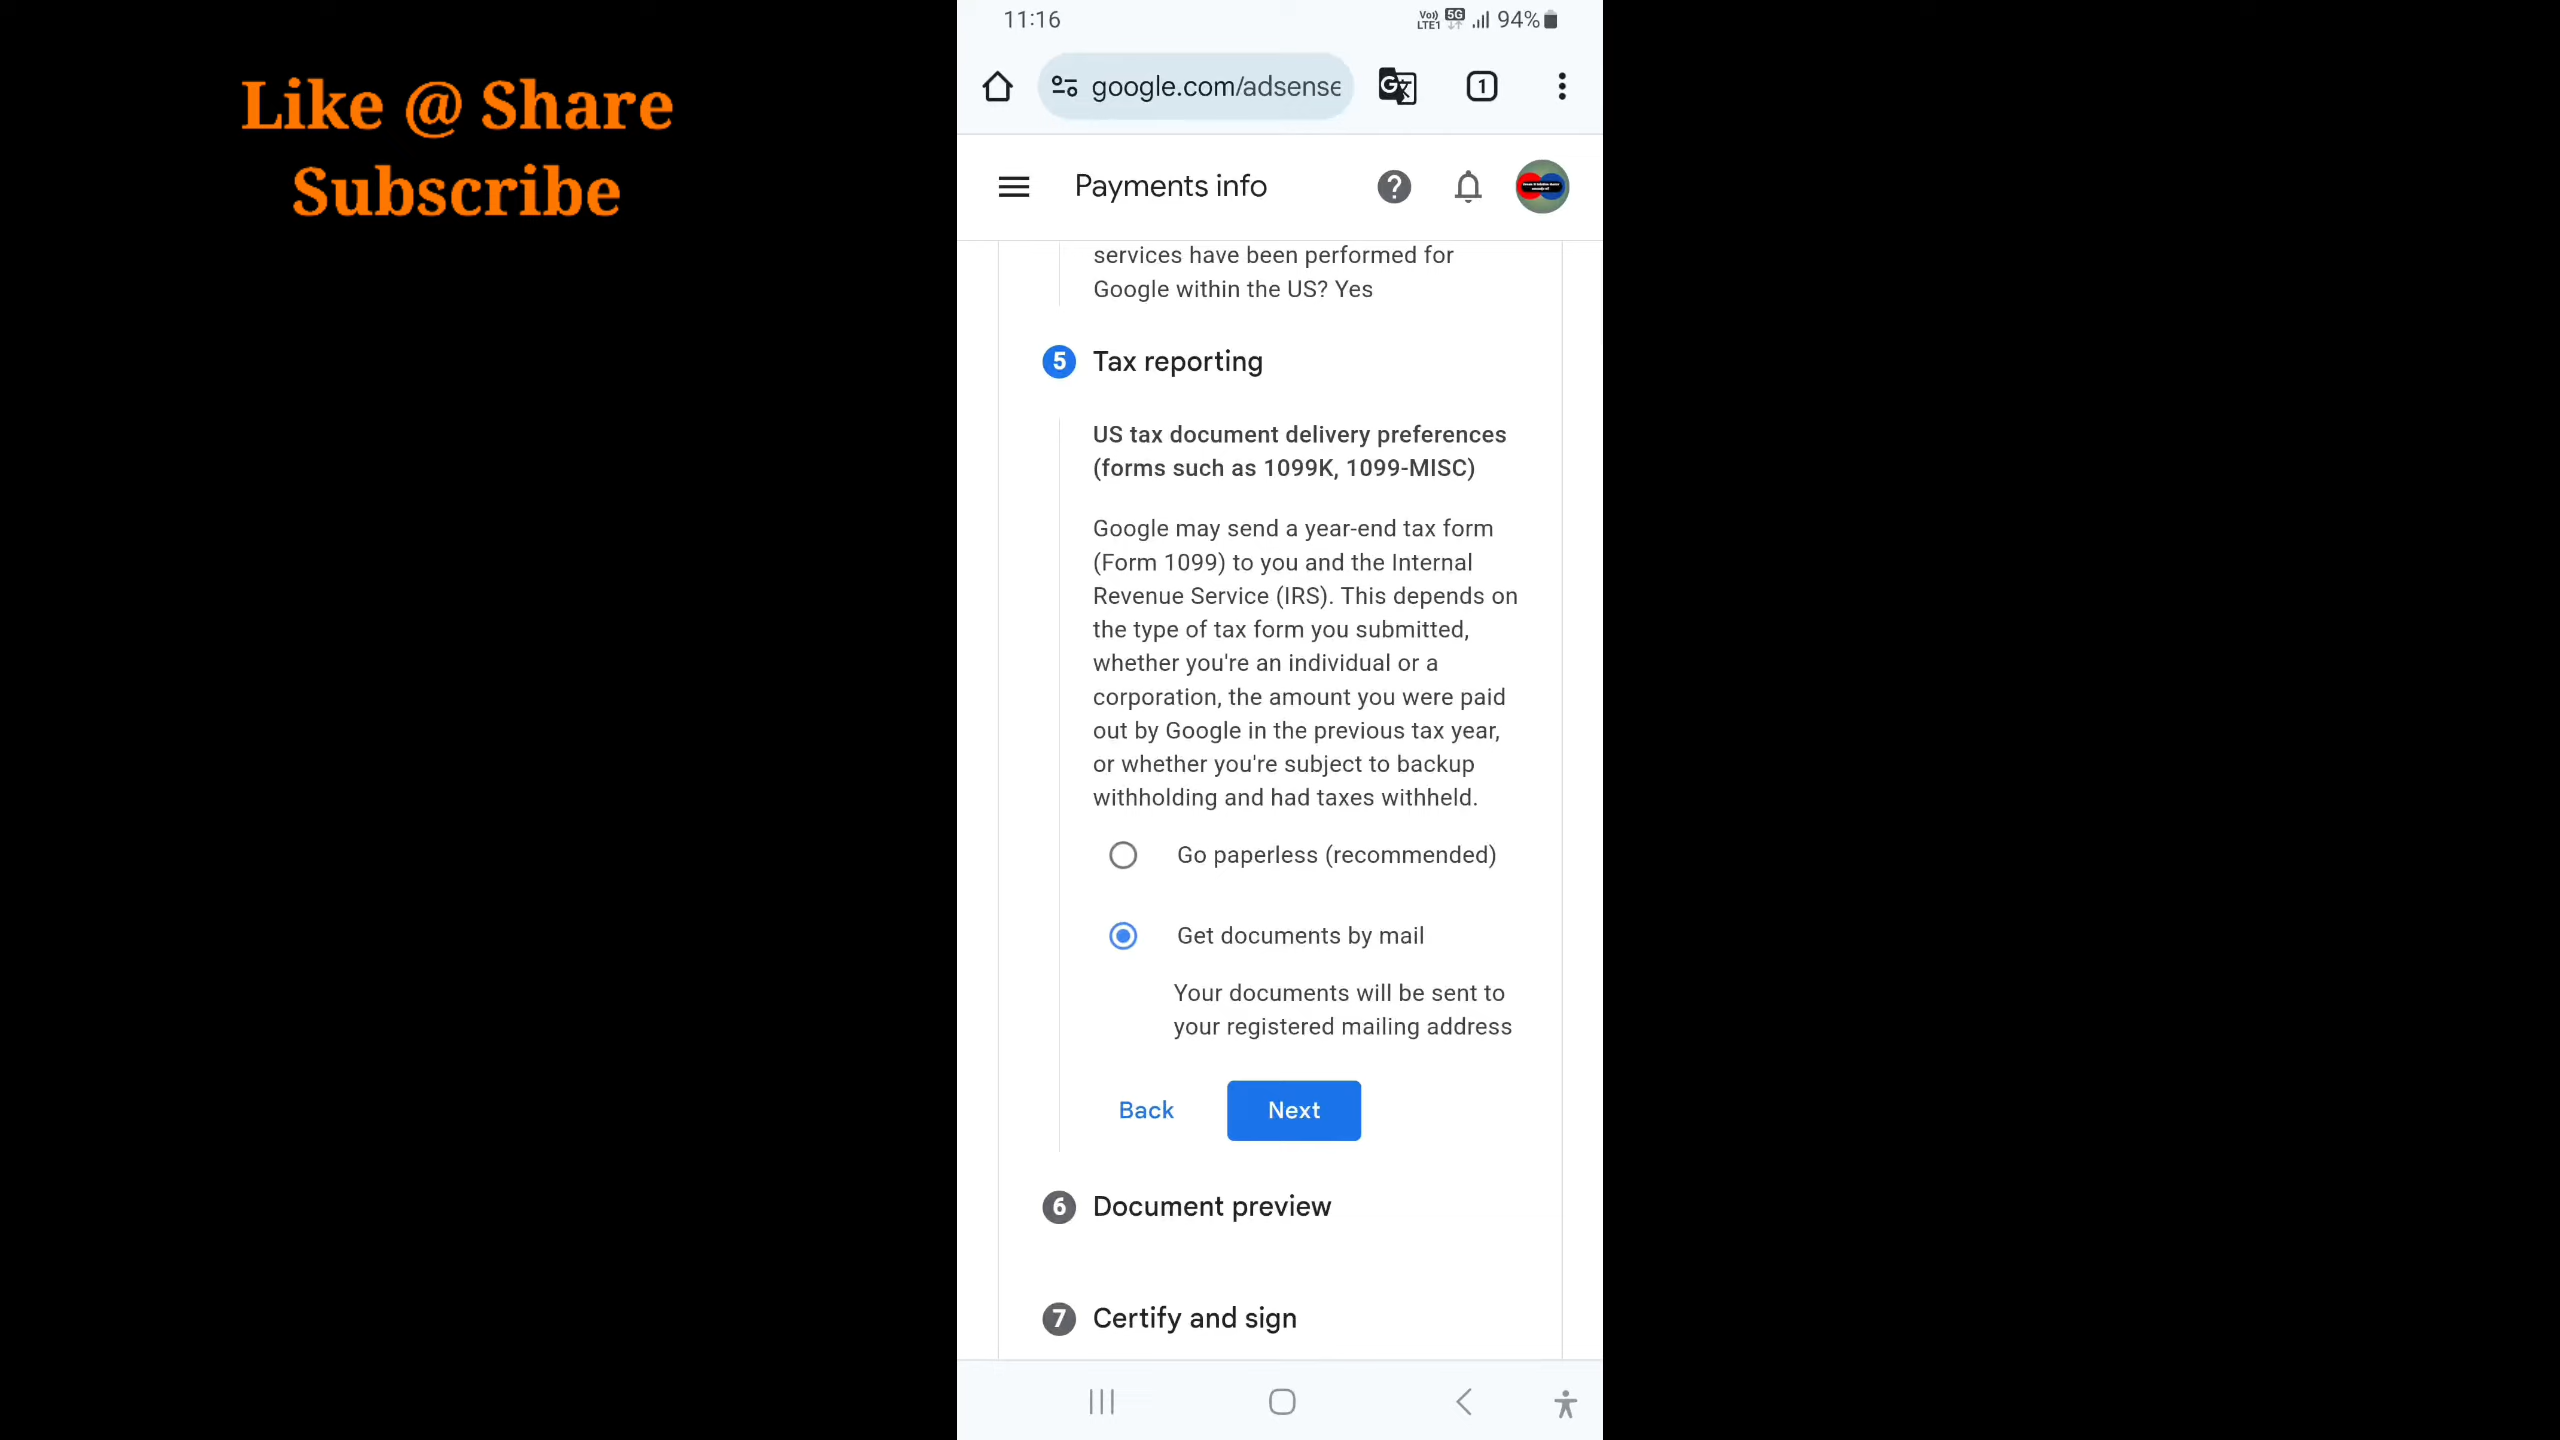 Like @ Share
Subscribe
11:16
Vo))
LTE1
5G
94%
google.com/adsense
1
Payments info
services have been performed for
Google within the US? Yes
5 Tax reporting
US tax document delivery preferences
(forms such as 1099K, 1099-MISC)
Google may send a year-end tax form
(Form 1099) to you and the Internal
Revenue Service (IRS). This depends on
the type of tax form you submitted,
whether you're an individual or a
corporation, the amount you were paid
out by Google in the previous tax year,
or whether you're subject to backup
withholding and had taxes withheld.
Go paperless (recommended)
Get documents by mail
Your documents will be sent to
your registered mailing address
Back
Next
6 Document preview
7 Certify and sign